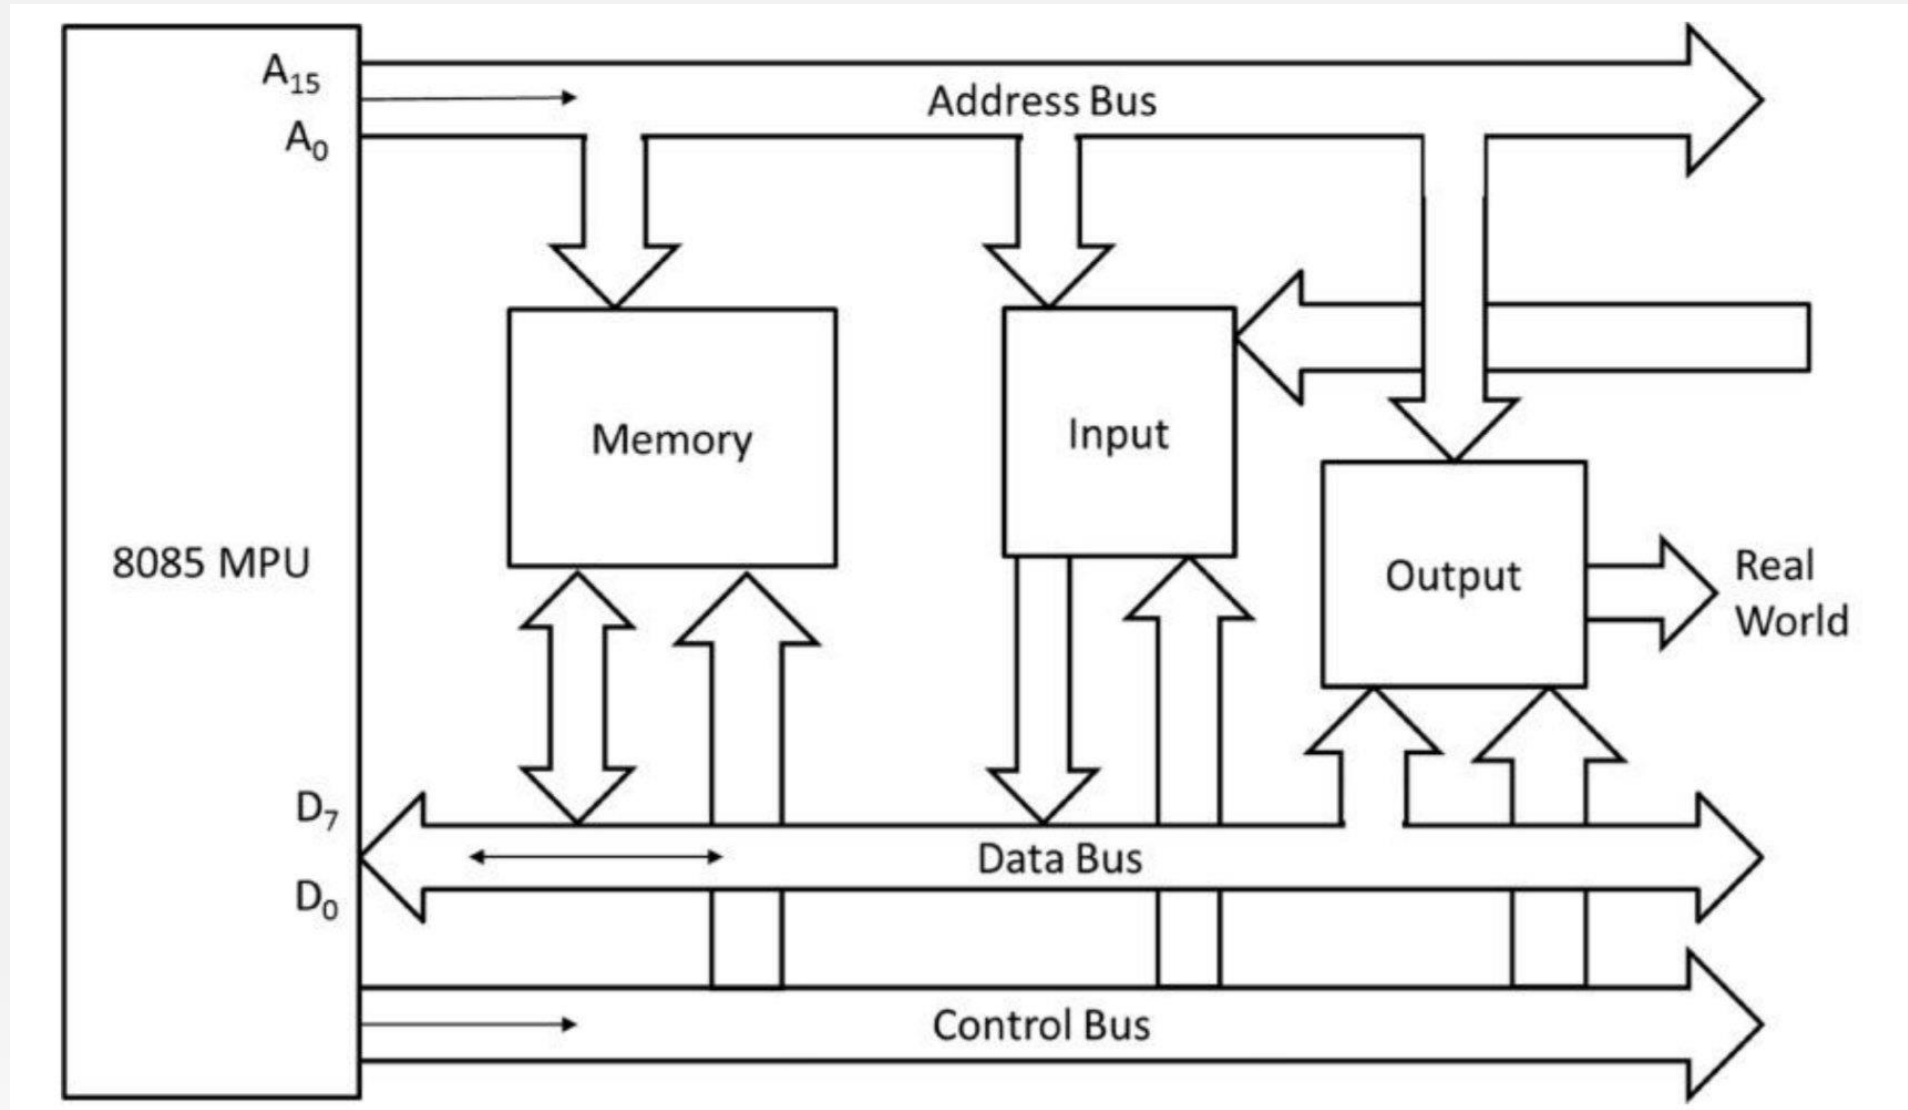 A15
Address Bus
A0
Memory
Input
8085 MPU
Output
Real
World
D7
Data Bus
D0
Control Bus